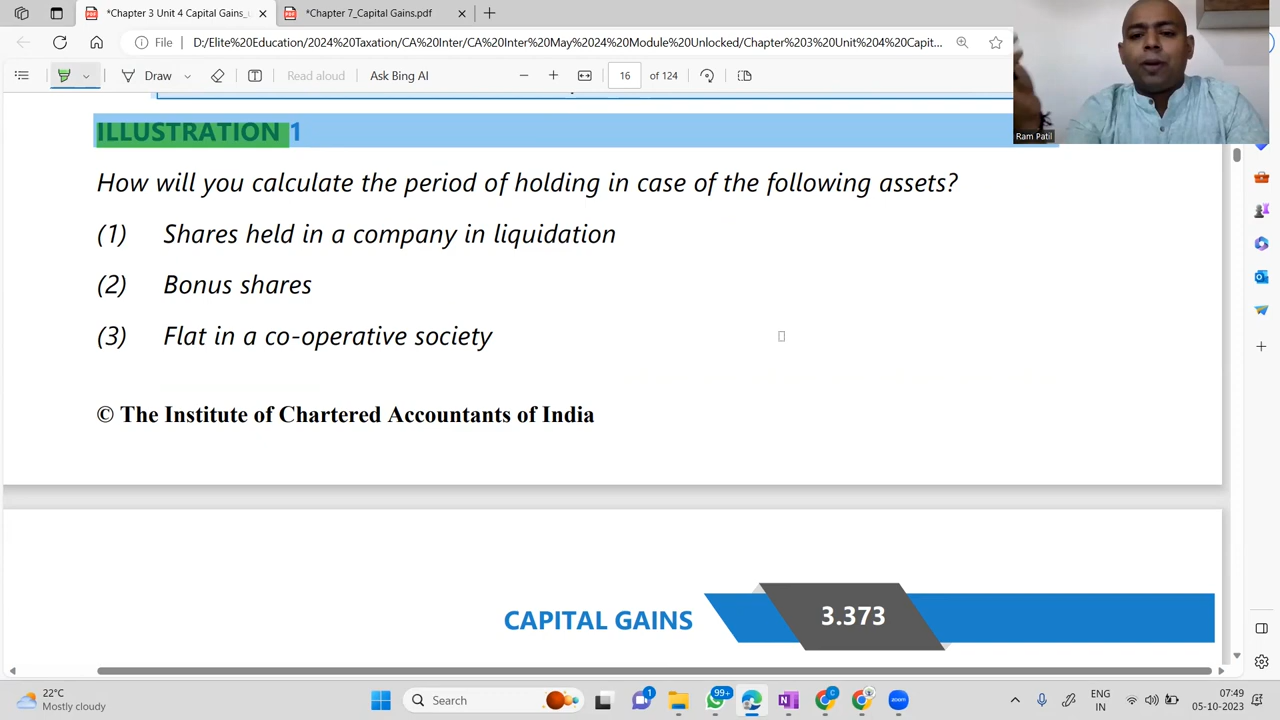 *Chapter 3 Unit 4 Capital Gains_
*Chapter 7_Capital Gains.pdf
File
D:/Elite%20Education/2024%20Taxation/CA%20Inter/CA%20Inter%20May%2024%20Module%20Unlocked/Chapter%203%20Unit%204%20Capit...
Draw
Read aloud
Ask Bing AI
16
of 124
ILLUSTRATION 1
Ram Patil
How will you calculate the period of holding in case of the following assets?
(1) Shares held in a company in liquidation
(2) Bonus shares
(3) Flat in a co-operative society
© The Institute of Chartered Accountants of India
CAPITAL GAINS
3.373
22°C
Mostly cloudy
Search
1
99+
zoom
ENG
IN
07:49
05-10-2023